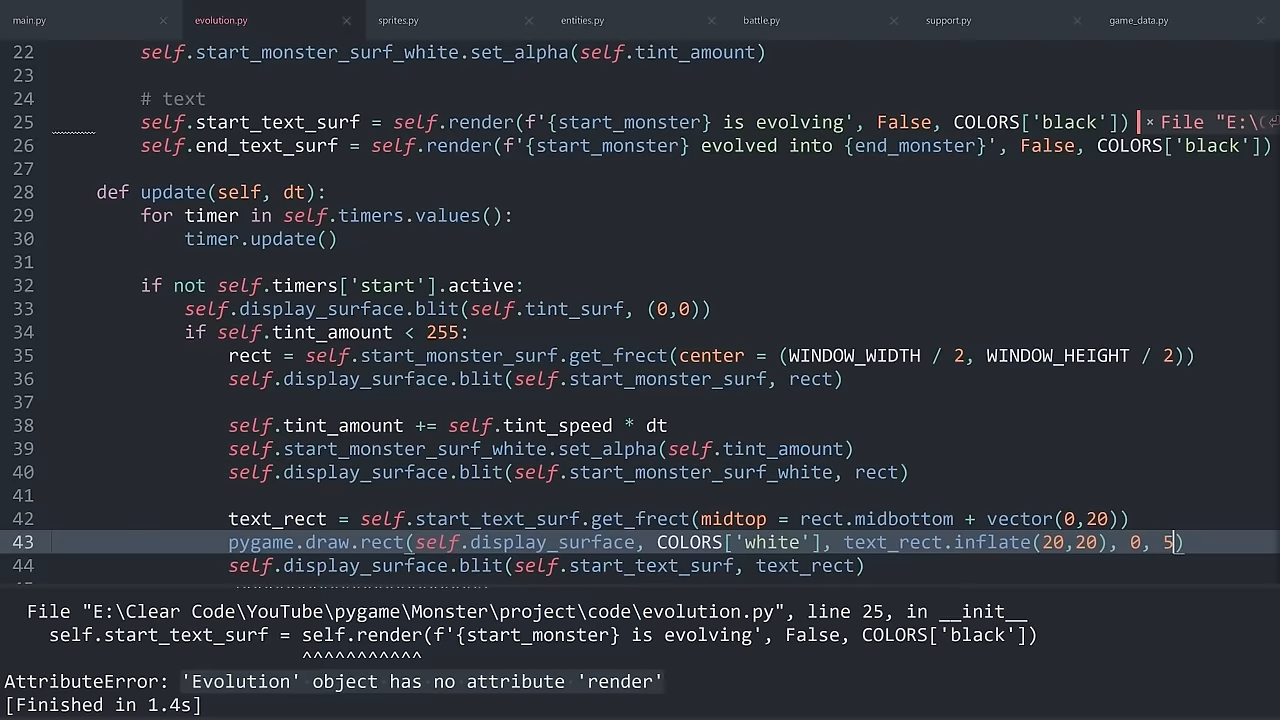 main.py × evolution.py × sprites.py × entities.py × battle.py × support.py × game_data.py ×
22 self.start_monster_surf_white.set_alpha(self.tint_amount)
23
24 # text
25 self.start_text_surf = self.render(f'{start_monster} is evolving', False, COLORS['black']) × File "E:\
26 self.end_text_surf = self.render(f'{start_monster} evolved into {end_monster}', False, COLORS['black'])
27
28 def update(self, dt):
29 for timer in self.timers.values():
30 timer.update()
31
32 if not self.timers['start'].active:
33 self.display_surface.blit(self.tint_surf, (0,0))
34 if self.tint_amount < 255:
35 rect = self.start_monster_surf.get_frect(center = (WINDOW_WIDTH / 2, WINDOW_HEIGHT / 2))
36 self.display_surface.blit(self.start_monster_surf, rect)
37
38 self.tint_amount += self.tint_speed * dt
39 self.start_monster_surf_white.set_alpha(self.tint_amount)
40 self.display_surface.blit(self.start_monster_surf_white, rect)
41
42 text_rect = self.start_text_surf.get_frect(midtop = rect.midbottom + vector(0,20))
43 pygame.draw.rect(self.display_surface, COLORS['white'], text_rect.inflate(20,20), 0, 5)
44 self.display_surface.blit(self.start_text_surf, text_rect)
File "E:\Clear Code\YouTube\pygame\Monster\project\code\evolution.py", line 25, in __init__
self.start_text_surf = self.render(f'{start_monster} is evolving', False, COLORS['black'])
^^^^^^^^^^^
AttributeError: 'Evolution' object has no attribute 'render'
[Finished in 1.4s]